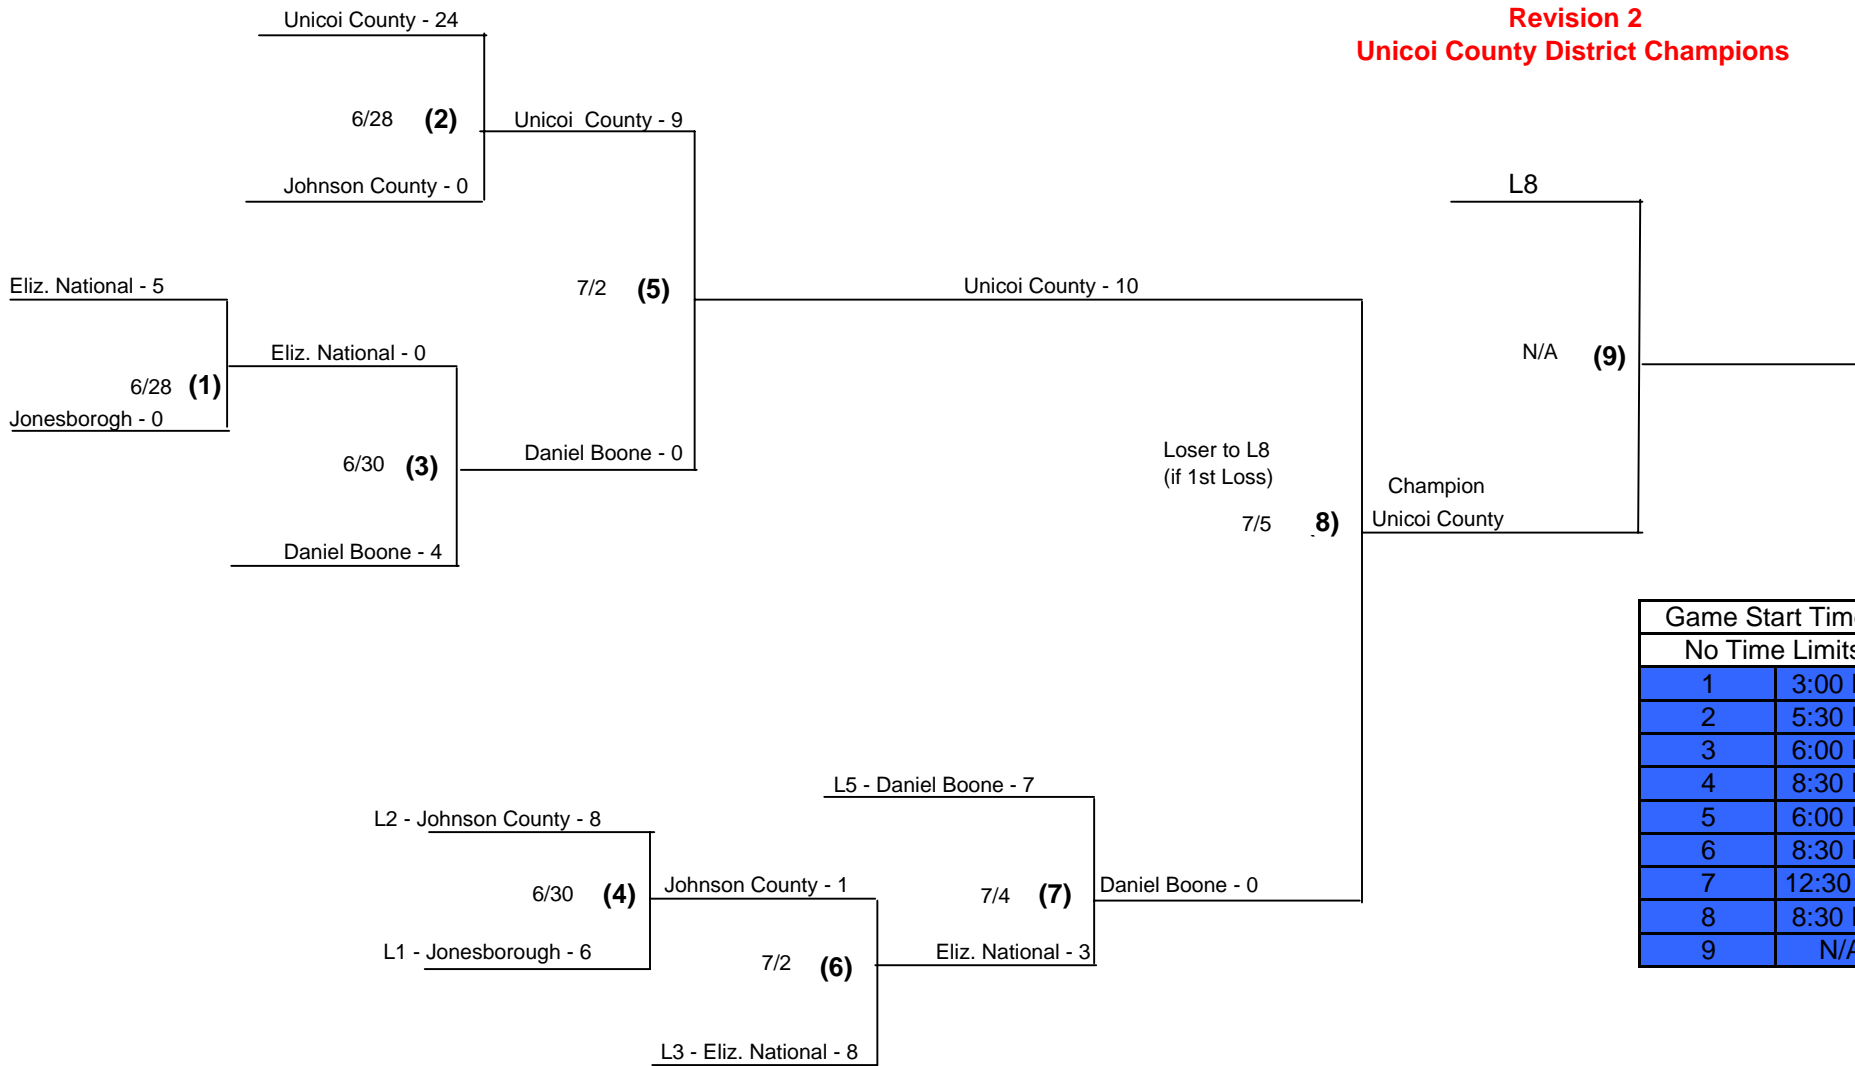 Revision 2
Unicoi County District Champions
Unicoi County - 24
6/28 (2)
Unicoi  County - 9
Johnson County - 0
L8
Eliz. National - 5
7/2 (5)
Unicoi County - 10
Eliz. National - 0
N/A (9)
6/28 (1)
Jonesborogh - 0
Daniel Boone - 0
6/30 (3)
Loser to L8
(if 1st Loss)
Champion
7/5 8)
Unicoi County
Daniel Boone - 4
Game Start Tim
No Time Limits
1 3:00
2 5:30
3 6:00
4 8:30
5 6:00
6 8:30
7 12:30
8 8:30
9 N/A
L5 - Daniel Boone - 7
L2 - Johnson County - 8
6/30 (4)
Johnson County - 1
7/4 (7)
Daniel Boone - 0
L1 - Jonesborough - 6
7/2 (6)
Eliz. National - 3
L3 - Eliz. National - 8